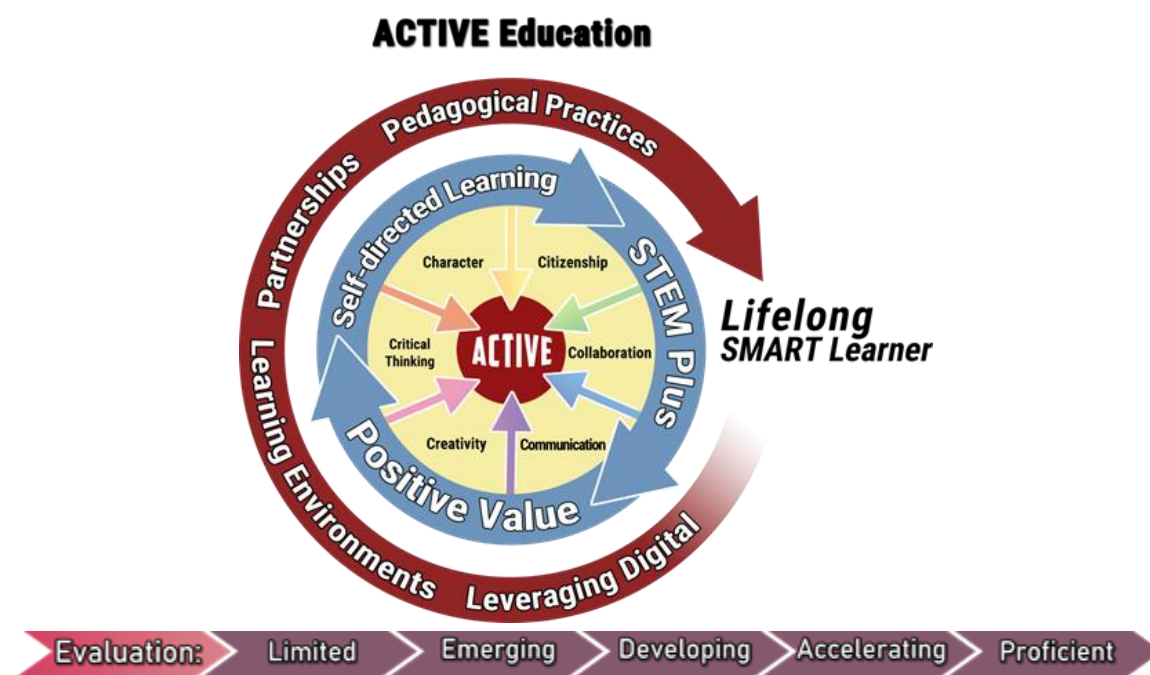 ACTIVE Education
Pedagogical Practices
Partnerships
Learning Environments
Leveraging Digital
Self-directed Learning
STEM Plus
Positive Value
Character
Citizenship
Critical
Thinking
ACTIVE
Collaboration
Creativity
Communication
Lifelong
SMART Learner
Evaluation:
Limited
Emerging
Developing
Accelerating
Proficient